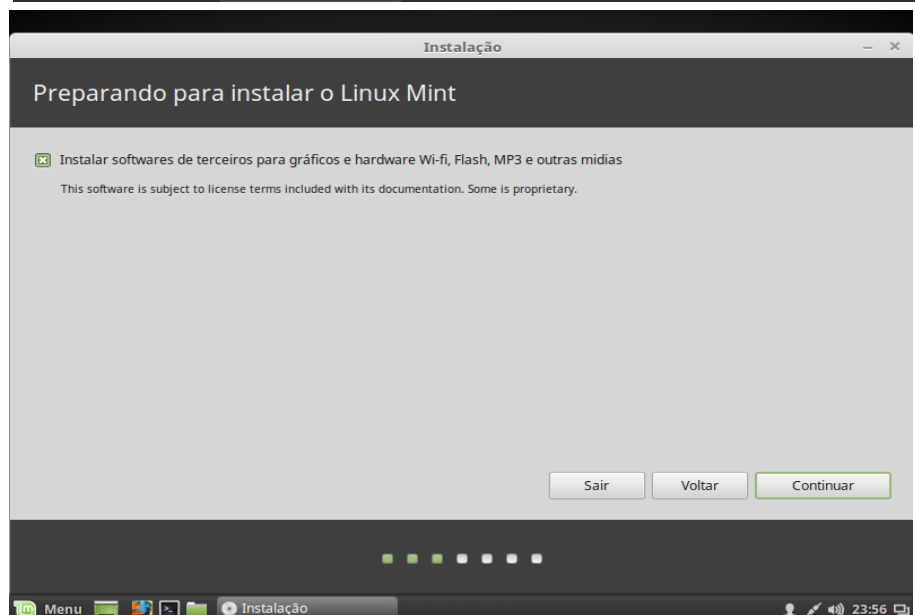 Instalação
Preparando para instalar o Linux Mint
Instalar softwares de terceiros para gráficos e hardware Wi-fi, Flash, MP3 e outras midias
This software is subject to license terms included with its documentation. Some is proprietary.
Sair Voltar Continuar
Menu Instalação 23:56